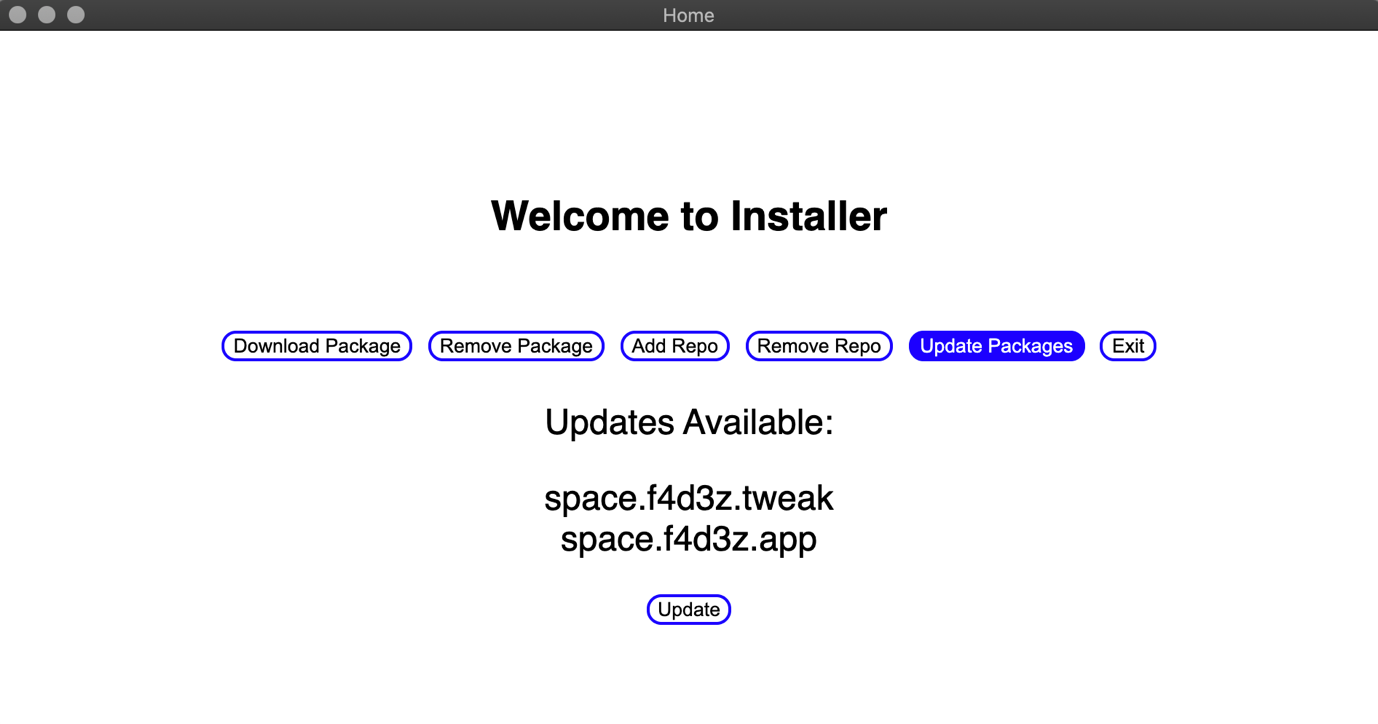 Home
Welcome to Installer
Download Package Remove Package Add Repo Remove Repo Update Packages Exit
Updates Available:
space.f4d3z.tweak
space.f4d3z.app
Update